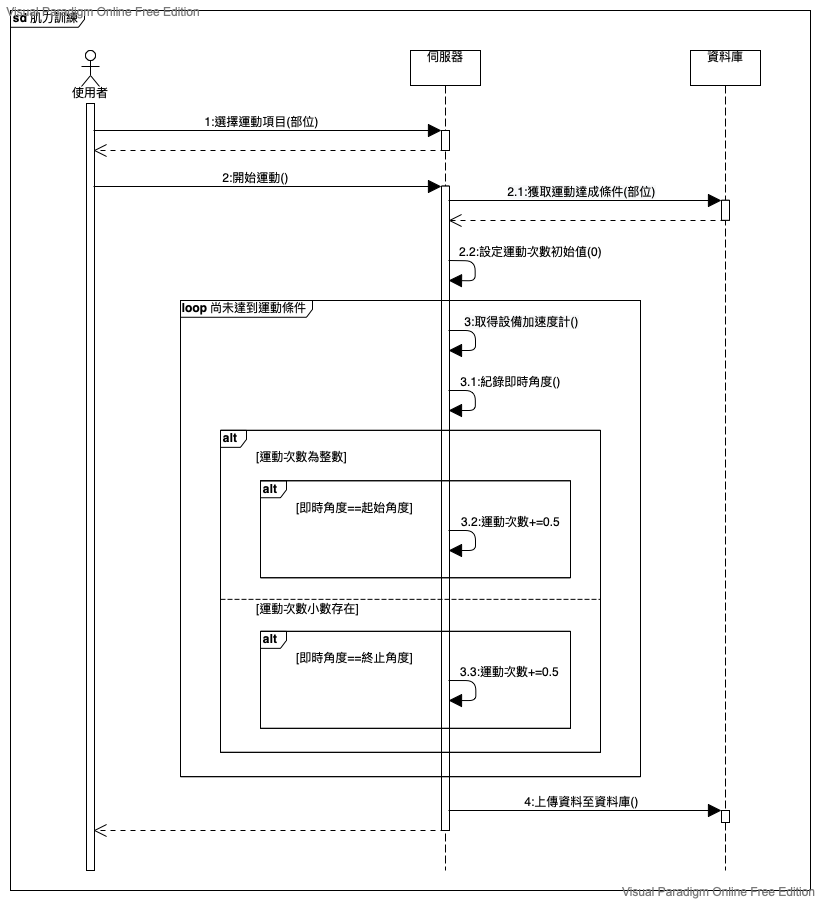 Visual Paradigm Online Free Edition
sd 肌力訓練
使用者
伺服器
資料庫
1:選擇運動項目(部位)
2:開始運動()
2.1:獲取運動達成條件(部位)
2.2:設定運動次數初始值(0)
loop 尚未達到運動條件
3:取得設備加速度計()
3.1:紀錄即時角度()
alt
[運動次數為整數]
alt
[即時角度==起始角度]
3.2:運動次數+=0.5
[運動次數小數存在]
alt
[即時角度==終止角度]
3.3:運動次數+=0.5
4:上傳資料至資料庫()
Visual Paradigm Online Free Edition